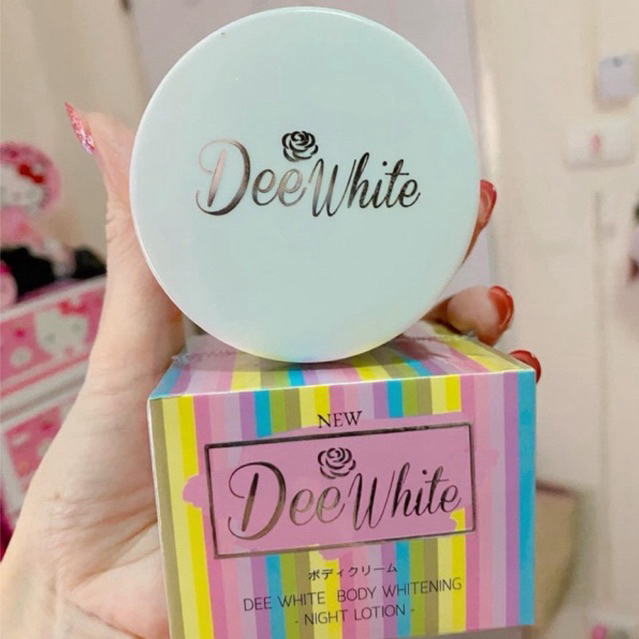 Dee White
NEW
Dee White
ボディクリーム
DEE WHITE BODY WHITENING
- NIGHT LOTION -